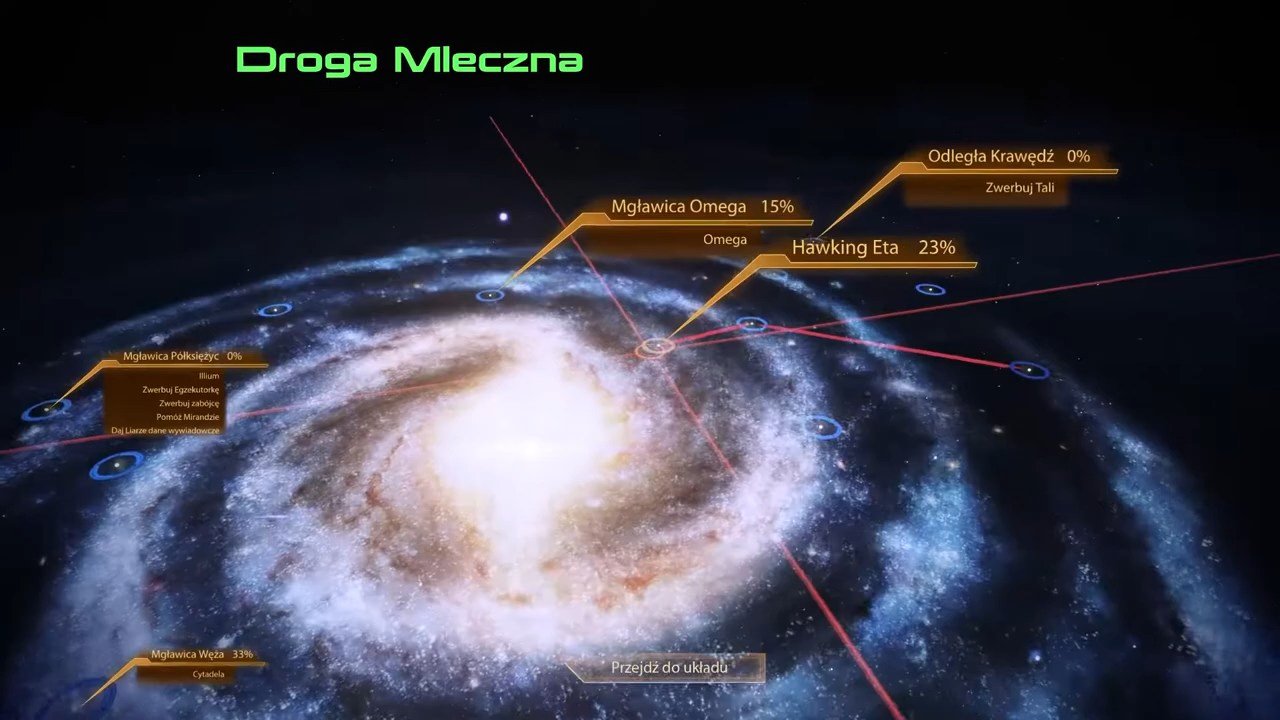 Droga Mleczna
Odległa Krawędź 0%
Zwerbuj Tali
Mgławica Omega 15%
Omega
Hawking Eta 23%
Mgławica Półksiężyc 0%
Illium
Zwerbuj Egzekutorkę
Zwerbuj zabójcę
Pomóż Mirandzie
Daj Liarze dane wywiadowcze
Mgławica Węża 33%
Cytadela
Przejdź do układu